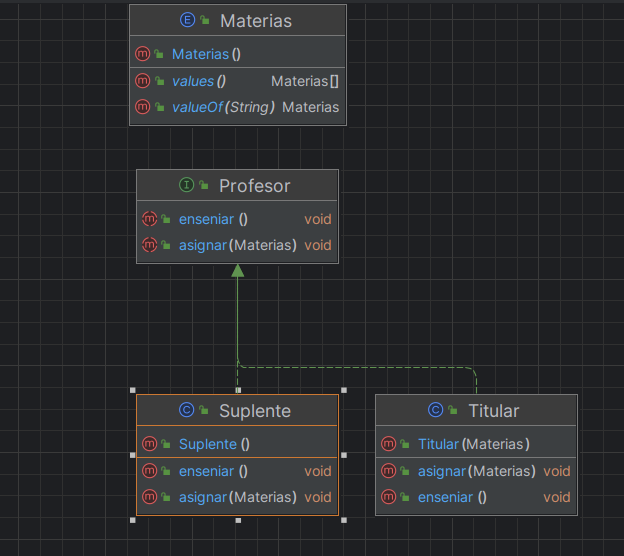 E Materias
m Materias()
m values() Materias[]
m valueOf(String) Materias
I Profesor
m enseniar () void
m asignar(Materias) void
C Suplente
m Suplente ()
m enseniar () void
m asignar(Materias) void
C Titular
m Titular(Materias)
m asignar(Materias) void
m enseniar () void